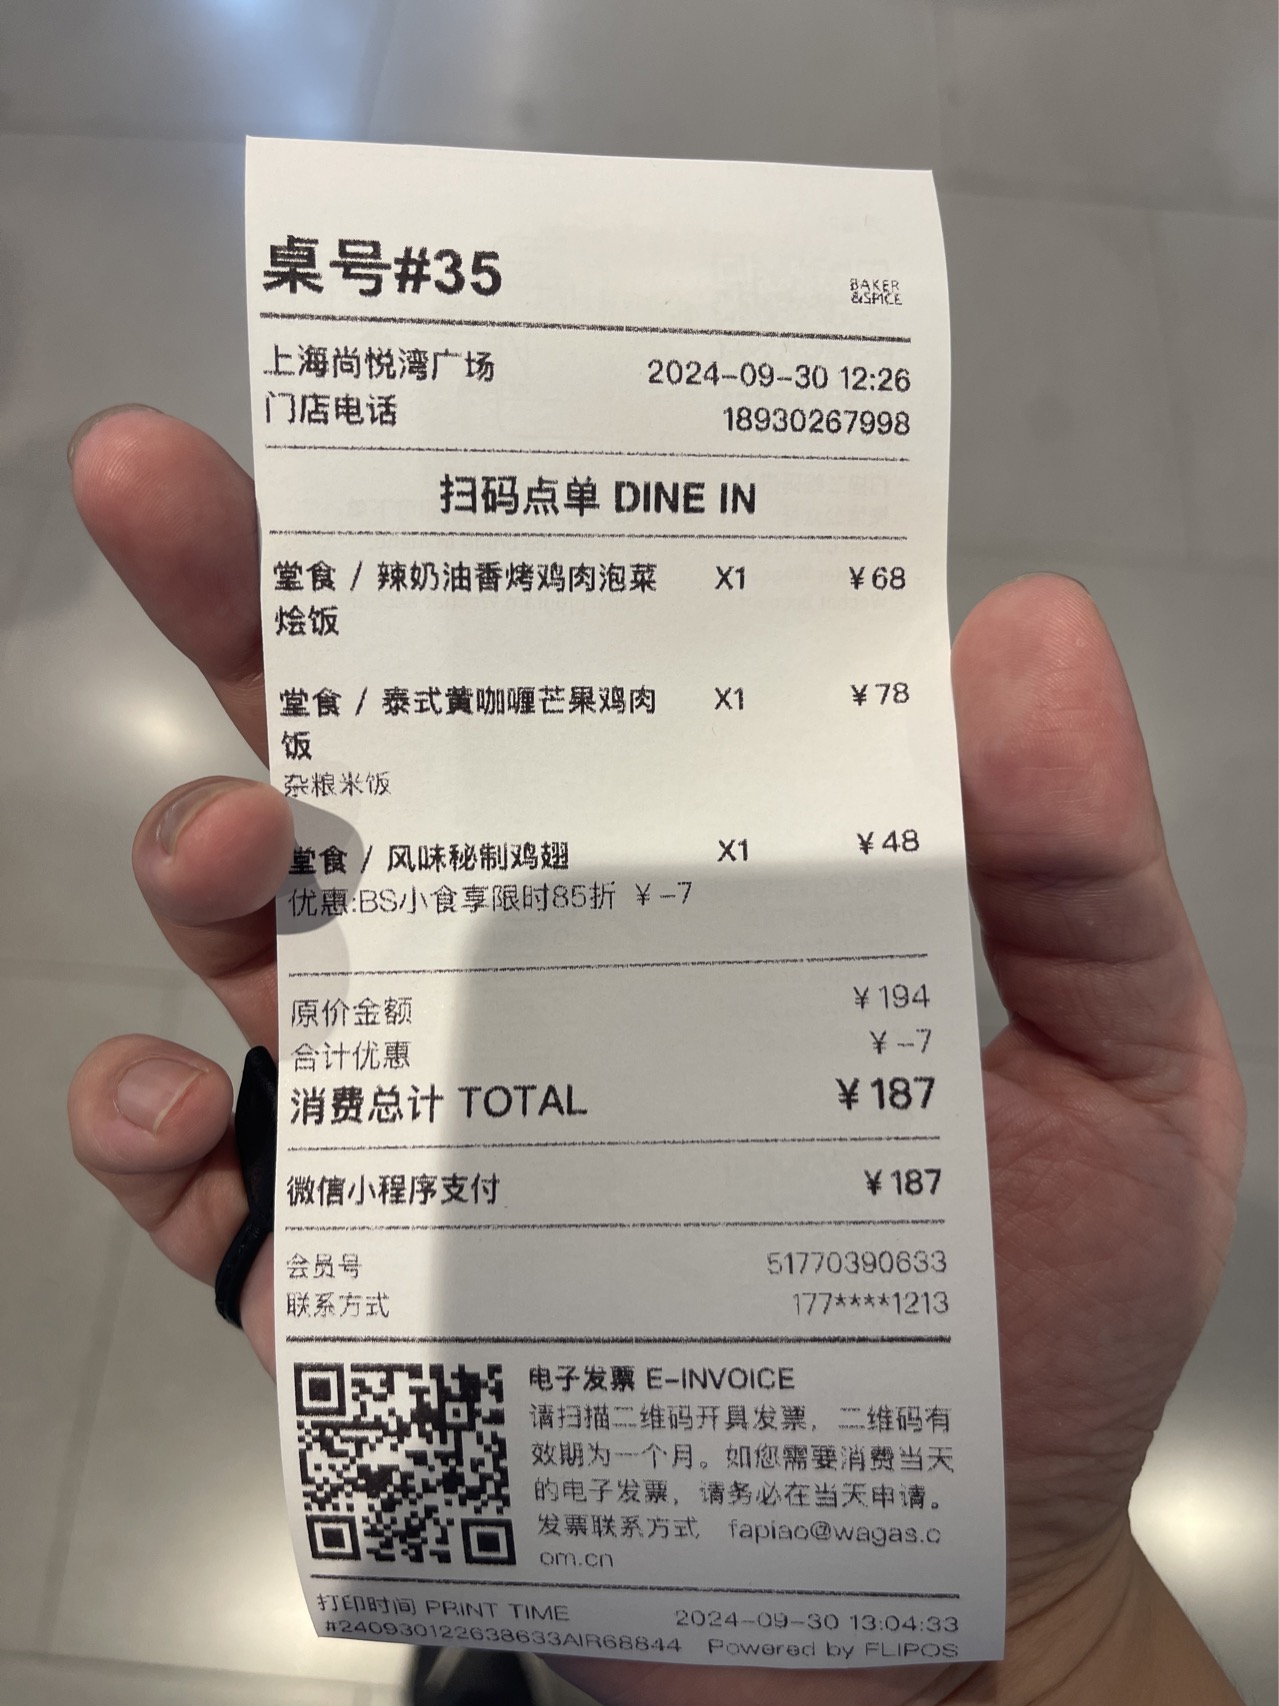 桌号#35
BAKER
&SPICE
上海尚悦湾广场 2024-09-30 12:26
门店电话 18930267998
扫码点单 DINE IN
堂食 / 辣奶油香烤鸡肉泡菜 X1 ¥68
烩饭
堂食 / 泰式黄咖喱芒果鸡肉 X1 ¥78
饭
杂粮米饭
堂食 / 风味秘制鸡翅 X1 ¥48
优惠:BS小食享限时85折 ¥-7
原价金额 ¥194
合计优惠 ¥-7
消费总计 TOTAL ¥187
微信小程序支付 ¥187
会员号 51770390633
联系方式 177****1213
电子发票 E-INVOICE
请扫描二维码开具发票，二维码有
效期为一个月。如您需要消费当天
的电子发票，请务必在当天申请。
发票联系方式 fapiao@wagas.c
om.cn
打印时间 PRINT TIME 2024-09-30 13:04:33
#240930122638633AIR68844 Powered by FLIPOS